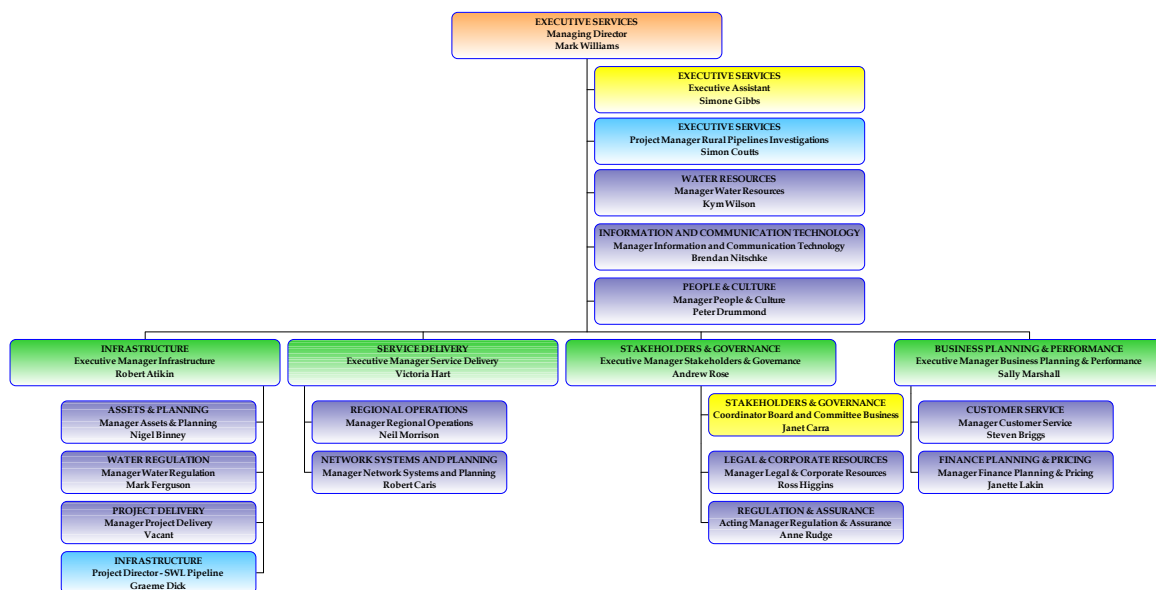 EXECUTIVE SERVICES
Managing Director
Mark Williams
EXECUTIVE SERVICES
Executive Assistant
Simone Gibbs
EXECUTIVE SERVICES
Project Manager Rural Pipelines Investigations
Simon Coutts
WATER RESOURCES
Manager Water Resources
Kym Wilson
INFORMATION AND COMMUNICATION TECHNOLOGY
Manager Information and Communication Technology
Brendan Nitschke
PEOPLE & CULTURE
Manager People & Culture
Peter Drummond
INFRASTRUCTURE
Executive Manager Infrastructure
Robert Atikin
ASSETS & PLANNING
Manager Assets & Planning
Nigel Binney
WATER REGULATION
Manager Water Regulation
Mark Ferguson
PROJECT DELIVERY
Manager Project Delivery
Vacant
INFRASTRUCTURE
Project Director - SWL Pipeline
Graeme Dick
SERVICE DELIVERY
Executive Manager Service Delivery
Victoria Hart
REGIONAL OPERATIONS
Manager Regional Operations
Neil Morrison
NETWORK SYSTEMS AND PLANNING
Manager Network Systems and Planning
Robert Caris
STAKEHOLDERS & GOVERNANCE
Executive Manager Stakeholders & Governance
Andrew Rose
STAKEHOLDERS & GOVERNANCE
Coordinator Board and Committee Business
Janet Carra
LEGAL & CORPORATE RESOURCES
Manager Legal & Corporate Resources
Ross Higgins
REGULATION & ASSURANCE
Acting Manager Regulation & Assurance
Anne Rudge
BUSINESS PLANNING & PERFORMANCE
Executive Manager Business Planning & Performance
Sally Marshall
CUSTOMER SERVICE
Manager Customer Service
Steven Briggs
FINANCE PLANNING & PRICING
Manager Finance Planning & Pricing
Janette Lakin